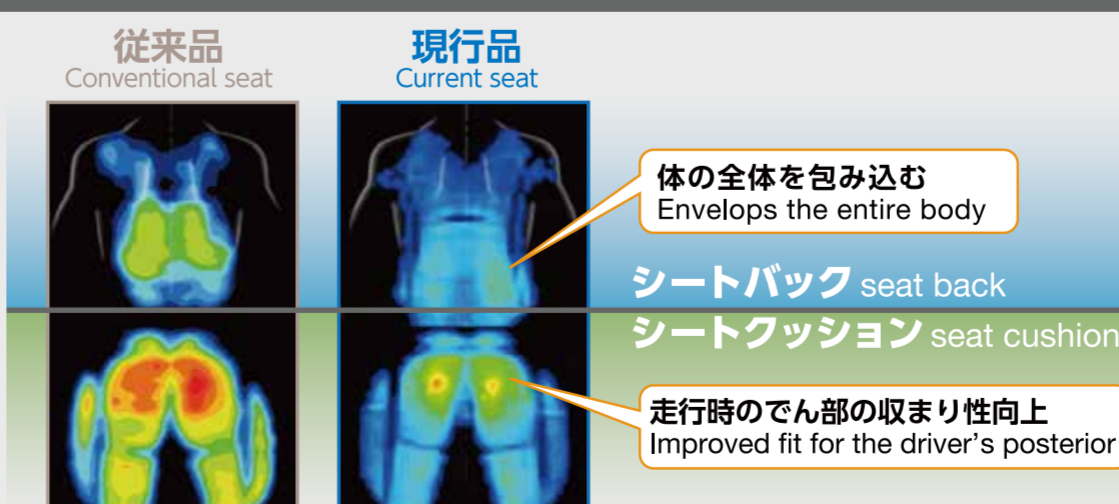 従来品
Conventional seat
現行品
Current seat
体の全体を包み込む
Envelops the entire body
シートバック seat back
シートクッション seat cushion
走行時のでん部の収まり性向上
Improved fit for the driver's posterior